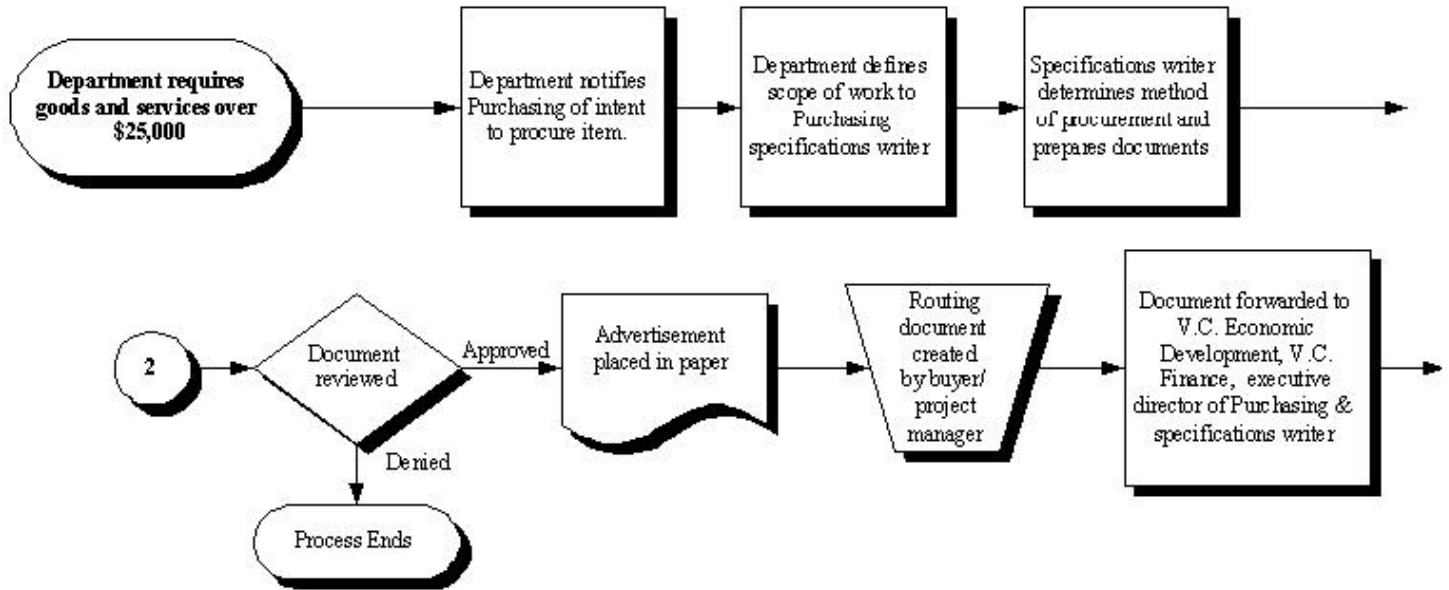 Department requires
goods and services over
$25,000
Department notifies
Purchasing of intent
to procure item.
Department defines
scope of work to
Purchasing
specifications writer
Specifications writer
determines method
of procurement and
prepares documents
2
Document
reviewed
Approved
Denied
Process Ends
Advertisement
placed in paper
Routing
document
created
by buyer/
project
manager
Document forwarded to
V.C. Economic
Development, V.C.
Finance, executive
director of Purchasing &
specifications writer